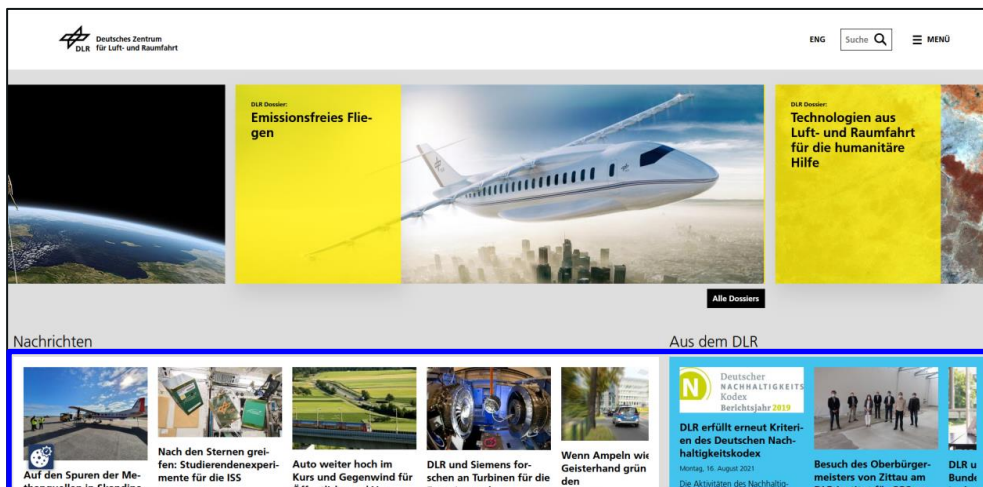 DLR
Deutsches Zentrum
für Luft- und Raumfahrt
ENG
Suche
MENÜ
DLR Dossier:
Emissionsfreies Flie-
gen
DLR Dossier:
Technologien aus
Luft- und Raumfahrt
für die humanitäre
Hilfe
Alle Dossiers
Nachrichten
Auf den Spuren der Me-
Nach den Sternen grei-
fen: Studierendenexperi-
mente für die ISS
Auto weiter hoch im
Kurs und Gegenwind für
DLR und Siemens for-
schen an Turbinen für die
Wenn Ampeln wie
Geisterhand grün
den
Aus dem DLR
N
Deutscher
NACHHALTIGKEITS
Kodex
Berichtsjahr 2019
DLR erfüllt erneut Kriteri-
en des Deutschen Nach-
haltigkeitskodex
Montag, 16. August 2021
Die Aktivitäten des Nachhaltig-
Besuch des Oberbürger-
meisters von Zittau am
DLR u
Bunde